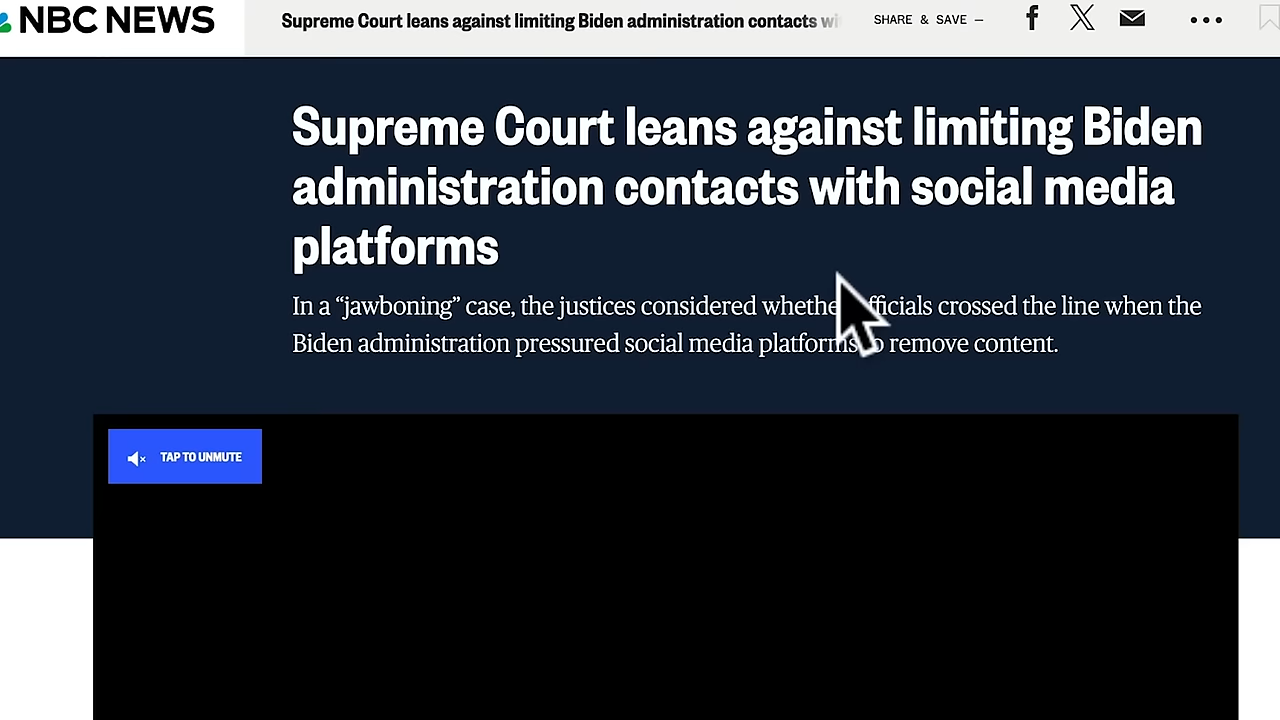 NBC NEWS
Supreme Court leans against limiting Biden administration contacts
SHARE & SAVE —
Supreme Court leans against limiting Biden
administration contacts with social media
platforms
In a “jawboning” case, the justices considered whether officials crossed the line when the
Biden administration pressured social media platforms to remove content.
TAP TO UNMUTE